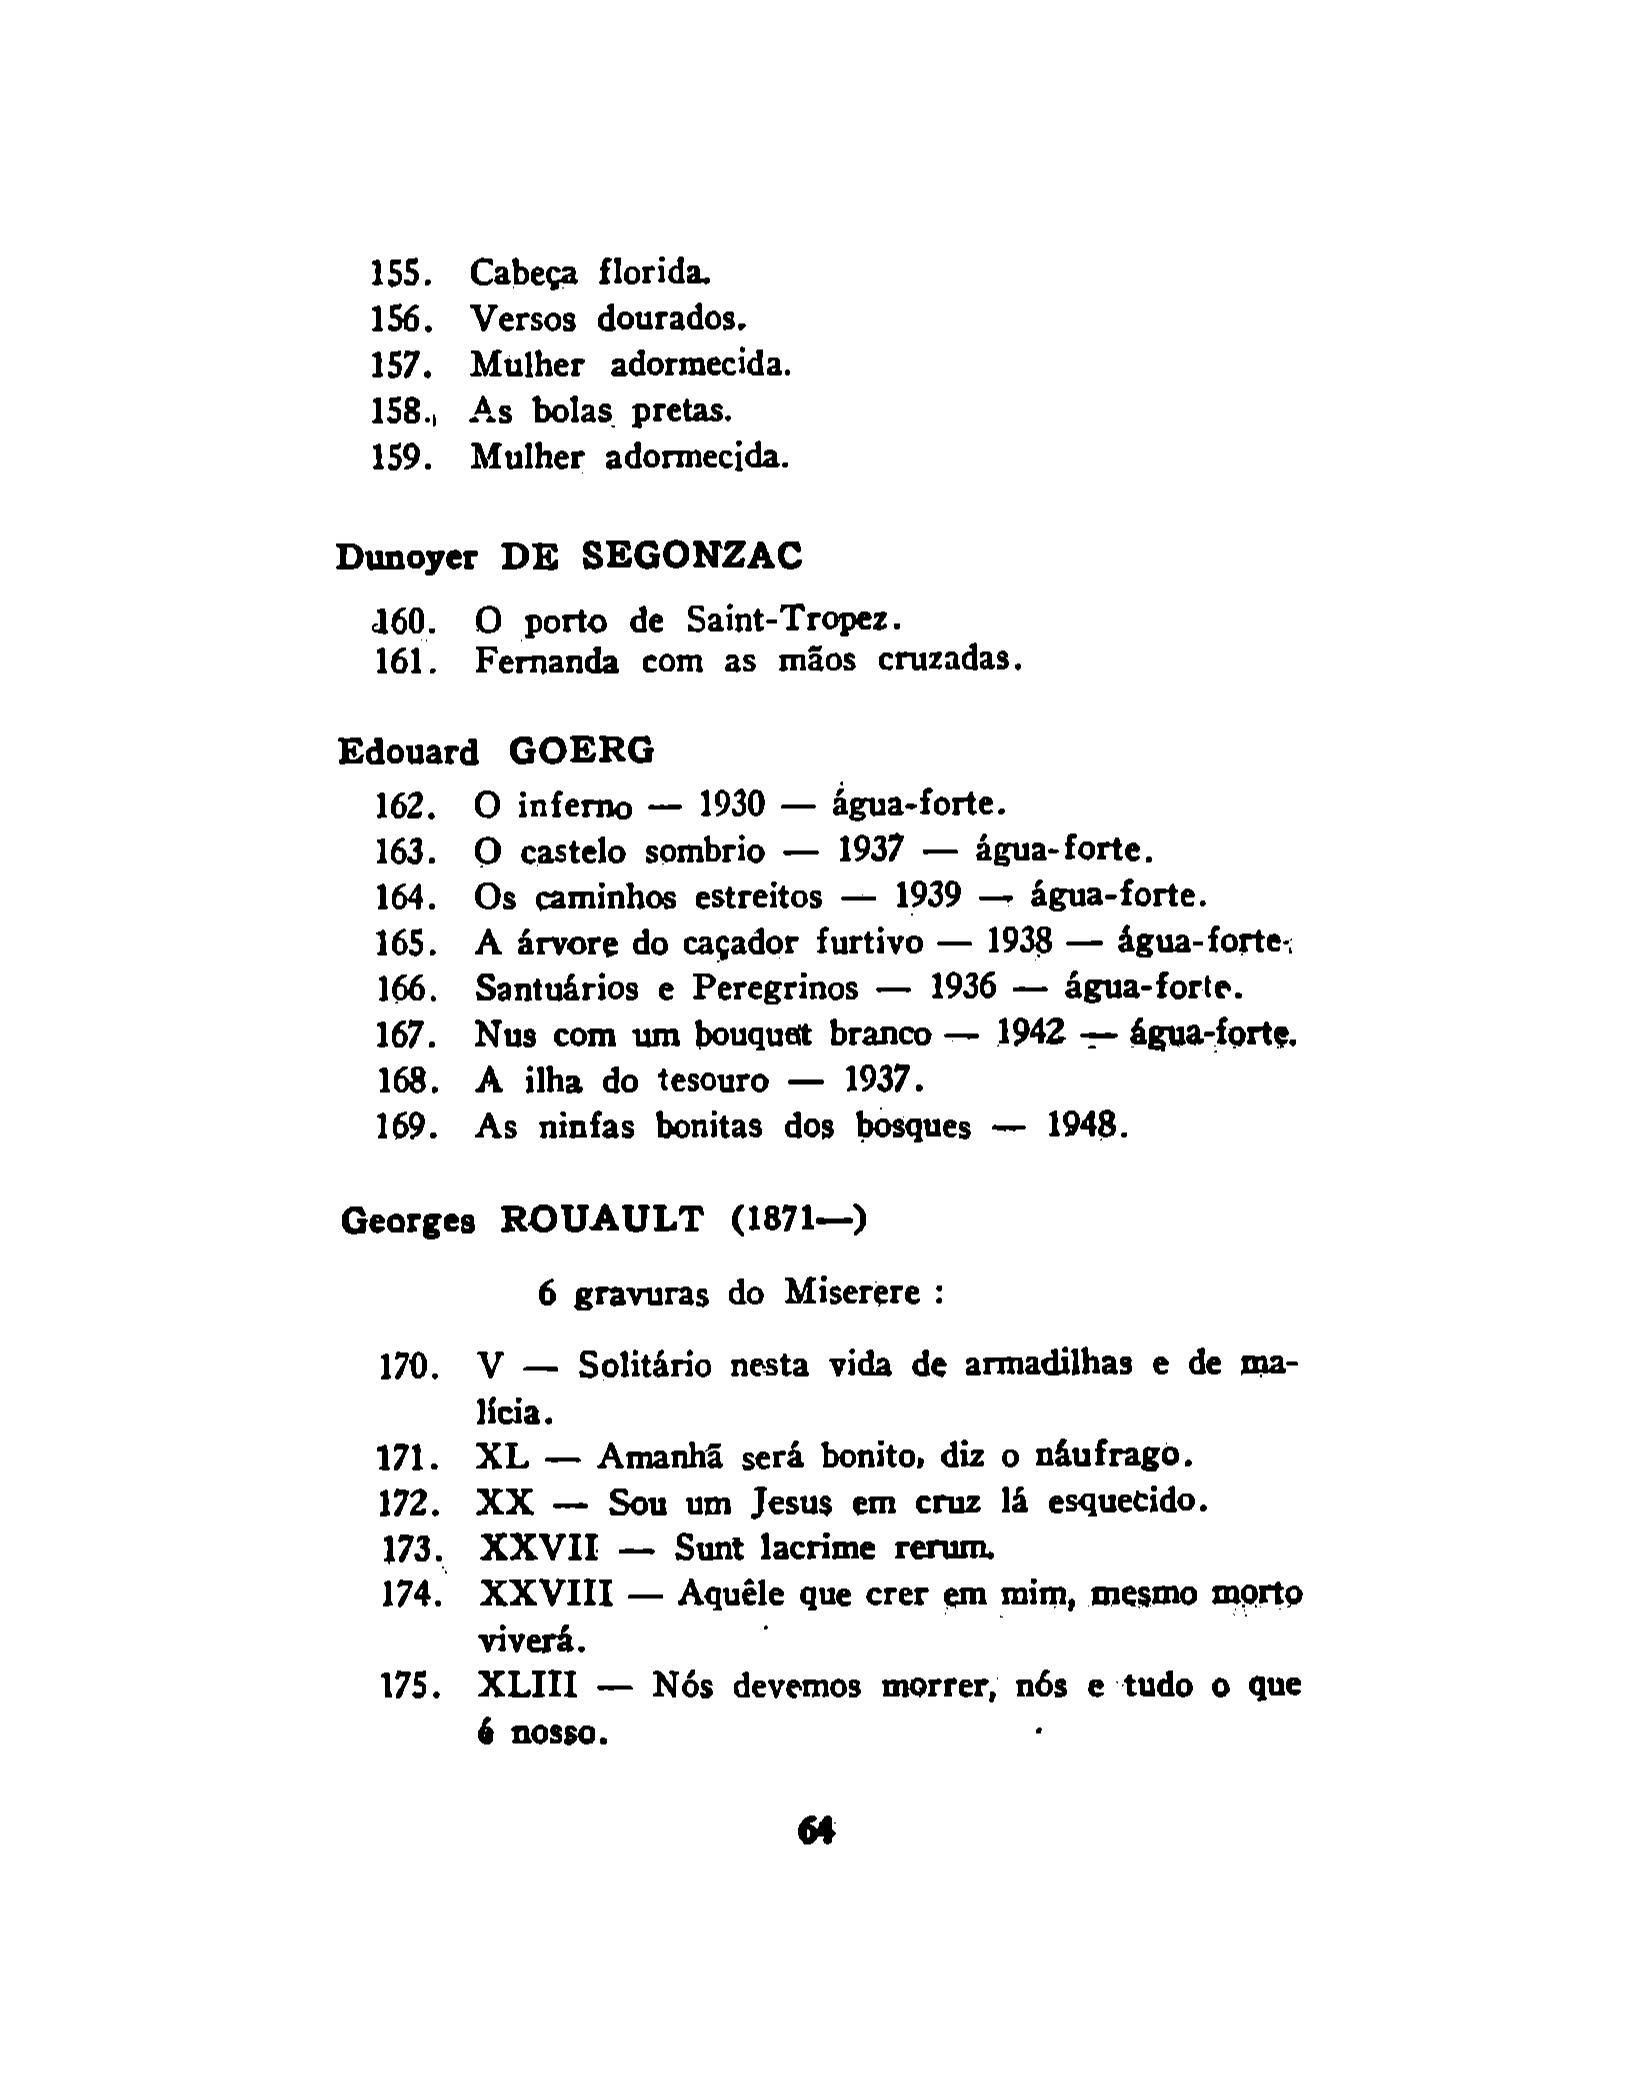 155. Cabeça florida.
156. Versos dourados.
157. Mulher adormecida.
158. As bolas pretas.
159. Mulher adormecida.
Dunoyer DE SEGONZAC
160. O porto de Saint-Tropez.
161. Fernanda com as mãos cruzadas.
Edouard GOERG
162. O inferno — 1930 — água-forte.
163. O castelo sombrio — 1937 — água-forte.
164. Os caminhos estreitos — 1939 — água-forte.
165. A árvore do caçador furtivo — 1938 — água-forte.
166. Santuários e Peregrinos — 1936 — água-forte.
167. Nus com um bouquet branco — 1942 — água-forte.
168. A ilha do tesouro — 1937.
169. As ninfas bonitas dos bosques — 1948.
Georges ROUAULT (1871—)
6 gravuras do Miserere :
170. V — Solitário nesta vida de armadilhas e de ma-
lícia.
171. XL — Amanhã será bonito, diz o náufrago.
172. XX — Sou um Jesus em cruz lá esquecido.
173. XXVII — Sunt lacrime rerum.
174. XXVIII — Aquêle que crer em mim, mesmo morto
viverá.
175. XLIII — Nós devemos morrer, nós e tudo o que
é nosso.
64